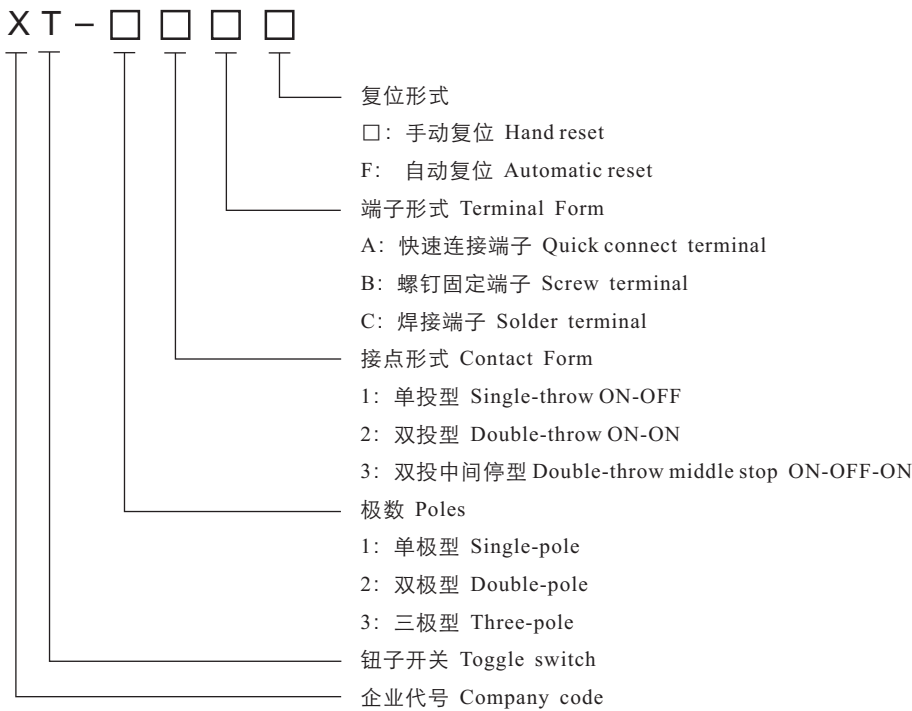 XT-□□□□
复位形式
□：手动复位 Hand reset
F： 自动复位 Automatic reset
端子形式 Terminal Form
A：快速连接端子 Quick connect terminal
B：螺钉固定端子 Screw terminal
C：焊接端子 Solder terminal
接点形式 Contact Form
1：单投型 Single-throw ON-OFF
2：双投型 Double-throw ON-ON
3：双投中间停型 Double-throw middle stop ON-OFF-ON
极数 Poles
1：单极型 Single-pole
2：双极型 Double-pole
3：三极型 Three-pole
钮子开关 Toggle switch
企业代号 Company code